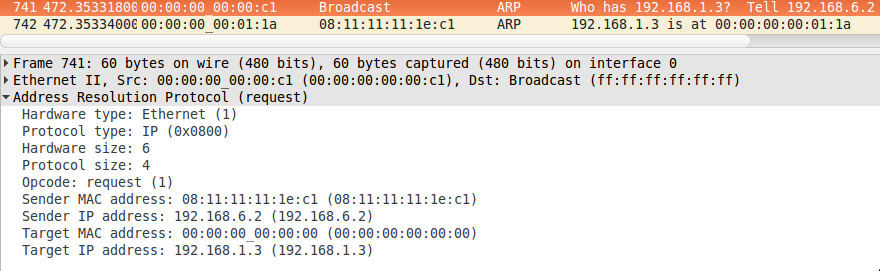 741 472.35331800 00:00:00_00:00:c1 Broadcast ARP Who has 192.168.1.3? Tell 192.168.6.2
742 472.35334000 00:00:00_00:01:1a 08:11:11:11:1e:c1 ARP 192.168.1.3 is at 00:00:00:00:01:1a
Frame 741: 60 bytes on wire (480 bits), 60 bytes captured (480 bits) on interface 0
Ethernet II, Src: 00:00:00_00:00:c1 (00:00:00:00:00:c1), Dst: Broadcast (ff:ff:ff:ff:ff:ff)
Address Resolution Protocol (request)
Hardware type: Ethernet (1)
Protocol type: IP (0x0800)
Hardware size: 6
Protocol size: 4
Opcode: request (1)
Sender MAC address: 08:11:11:11:1e:c1 (08:11:11:11:1e:c1)
Sender IP address: 192.168.6.2 (192.168.6.2)
Target MAC address: 00:00:00_00:00:00 (00:00:00:00:00:00)
Target IP address: 192.168.1.3 (192.168.1.3)